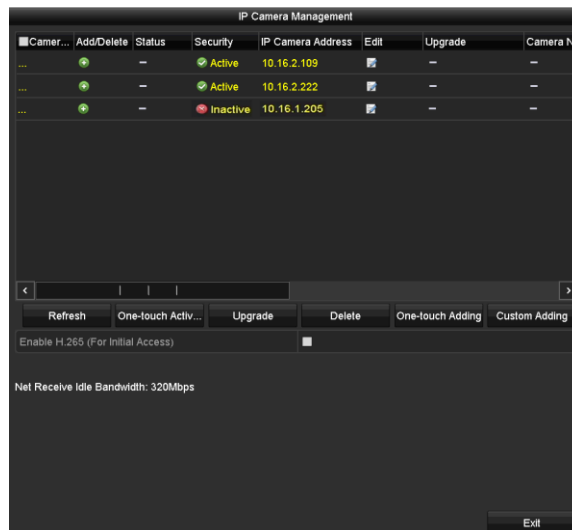 IP Camera Management
Camer... Add/Delete Status Security IP Camera Address Edit Upgrade Camera N
... – Active 10.16.2.109 –
... – Active 10.16.2.222 –
... – Inactive 10.16.1.205 –
Refresh One-touch Activ... Upgrade Delete One-touch Adding Custom Adding
Enable H.265 (For Initial Access)
Net Receive Idle Bandwidth: 320Mbps
Exit